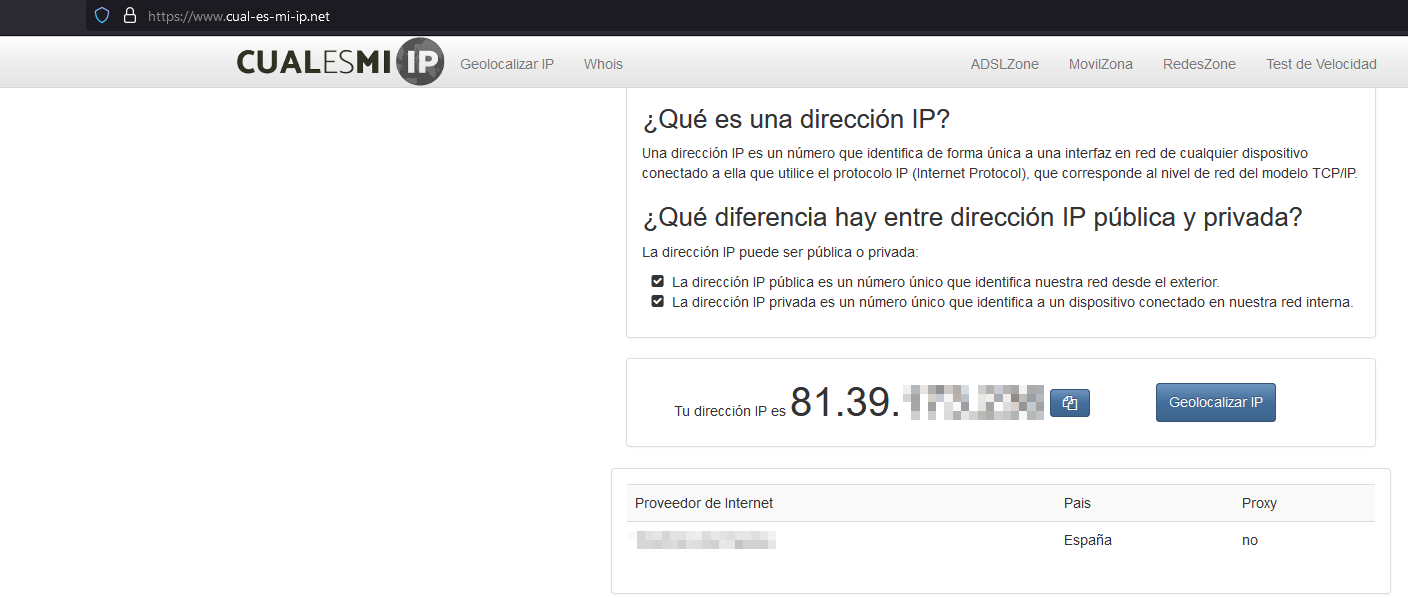 https://www.cual-es-mi-ip.net
CUALESMI IP
Geolocalizar IP
Whois
ADSLZone
MovilZona
RedesZone
Test de Velocidad
¿Qué es una dirección IP?
Una dirección IP es un número que identifica de forma única a una interfaz en red de cualquier dispositivo
conectado a ella que utilice el protocolo IP (Internet Protocol), que corresponde al nivel de red del modelo TCP/IP.
¿Qué diferencia hay entre dirección IP pública y privada?
La dirección IP puede ser pública o privada:
La dirección IP pública es un número único que identifica nuestra red desde el exterior.
La dirección IP privada es un número único que identifica a un dispositivo conectado en nuestra red interna.
Tu dirección IP es 81.39.
Geolocalizar IP
Proveedor de Internet Pais Proxy
España no